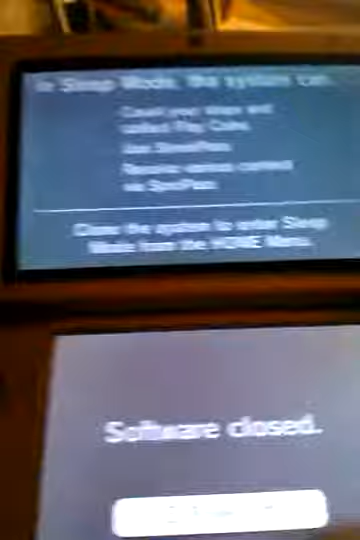 In Sleep Mode, the system can:
Count your steps and
collect Play Coins.
Use StreetPass.
Receive wireless content
via SpotPass.
Close the system to enter Sleep
Mode from the HOME Menu.
Software closed.